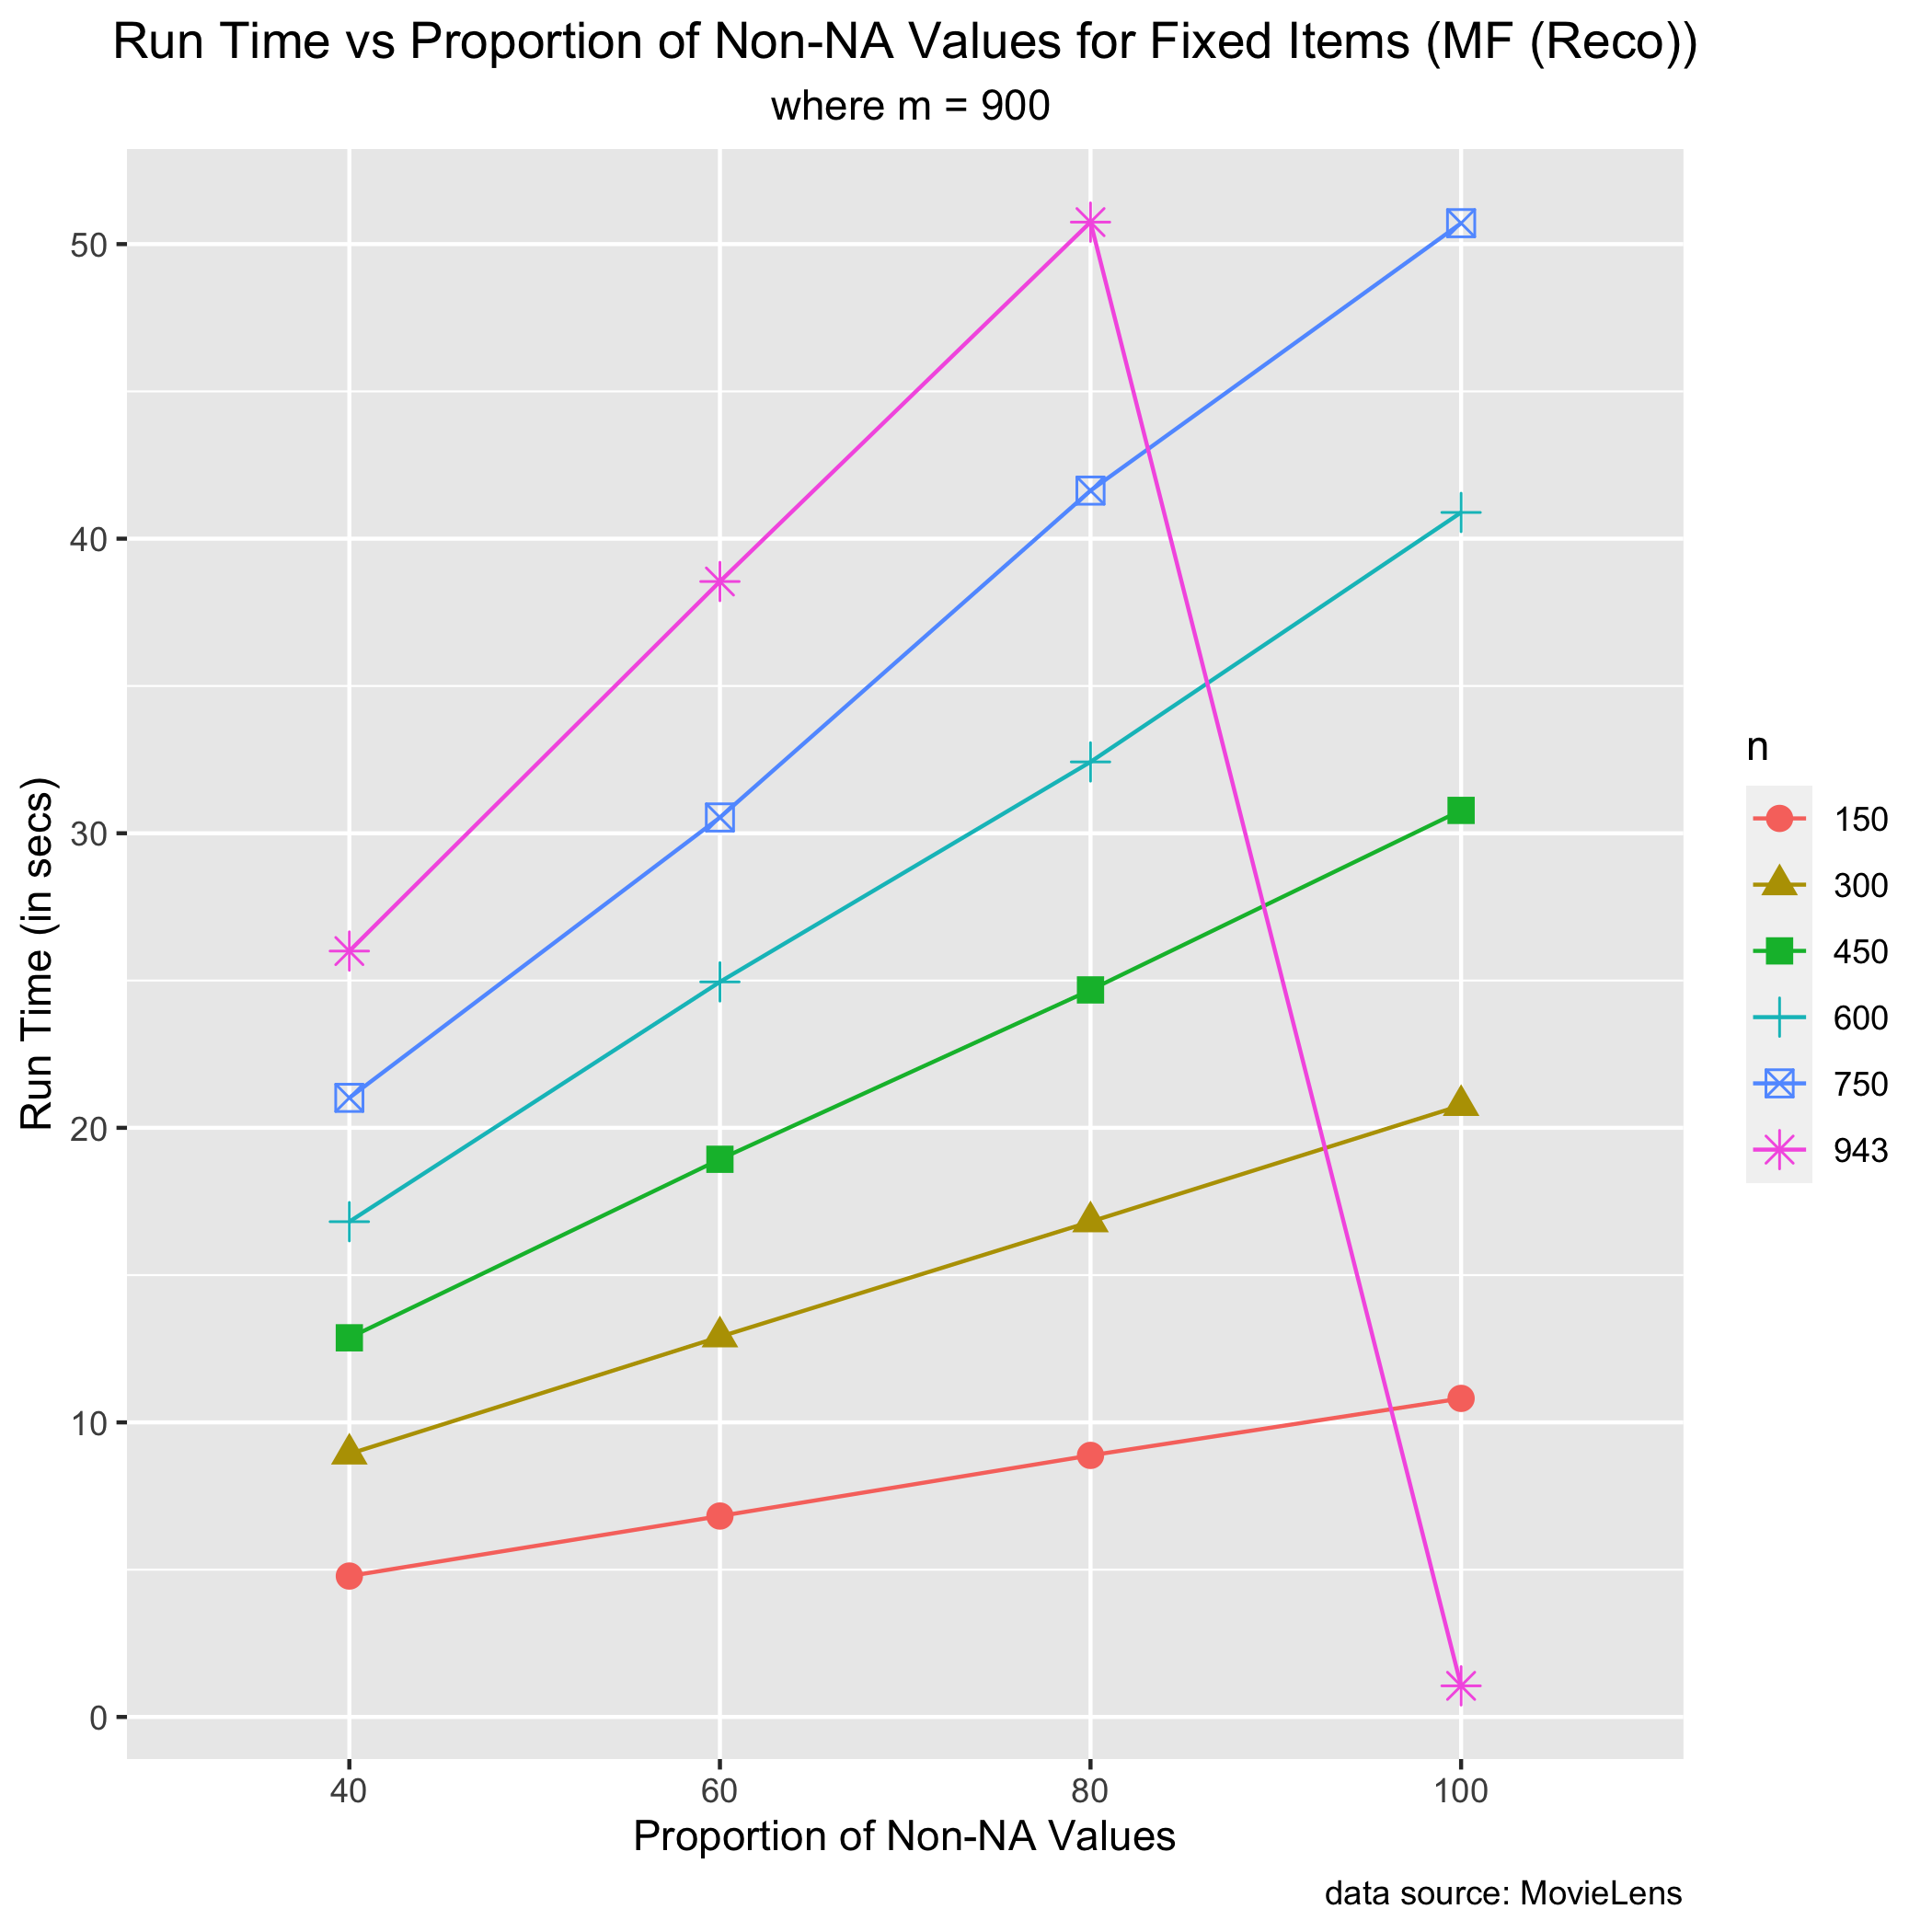 Run Time vs Proportion of Non-NA Values for Fixed Items (MF (Reco))
where m = 900
Run Time (in secs)
50
40
30
20
10
0
40 60 80 100
Proportion of Non-NA Values
n
150
300
450
600
750
943
data source: MovieLens